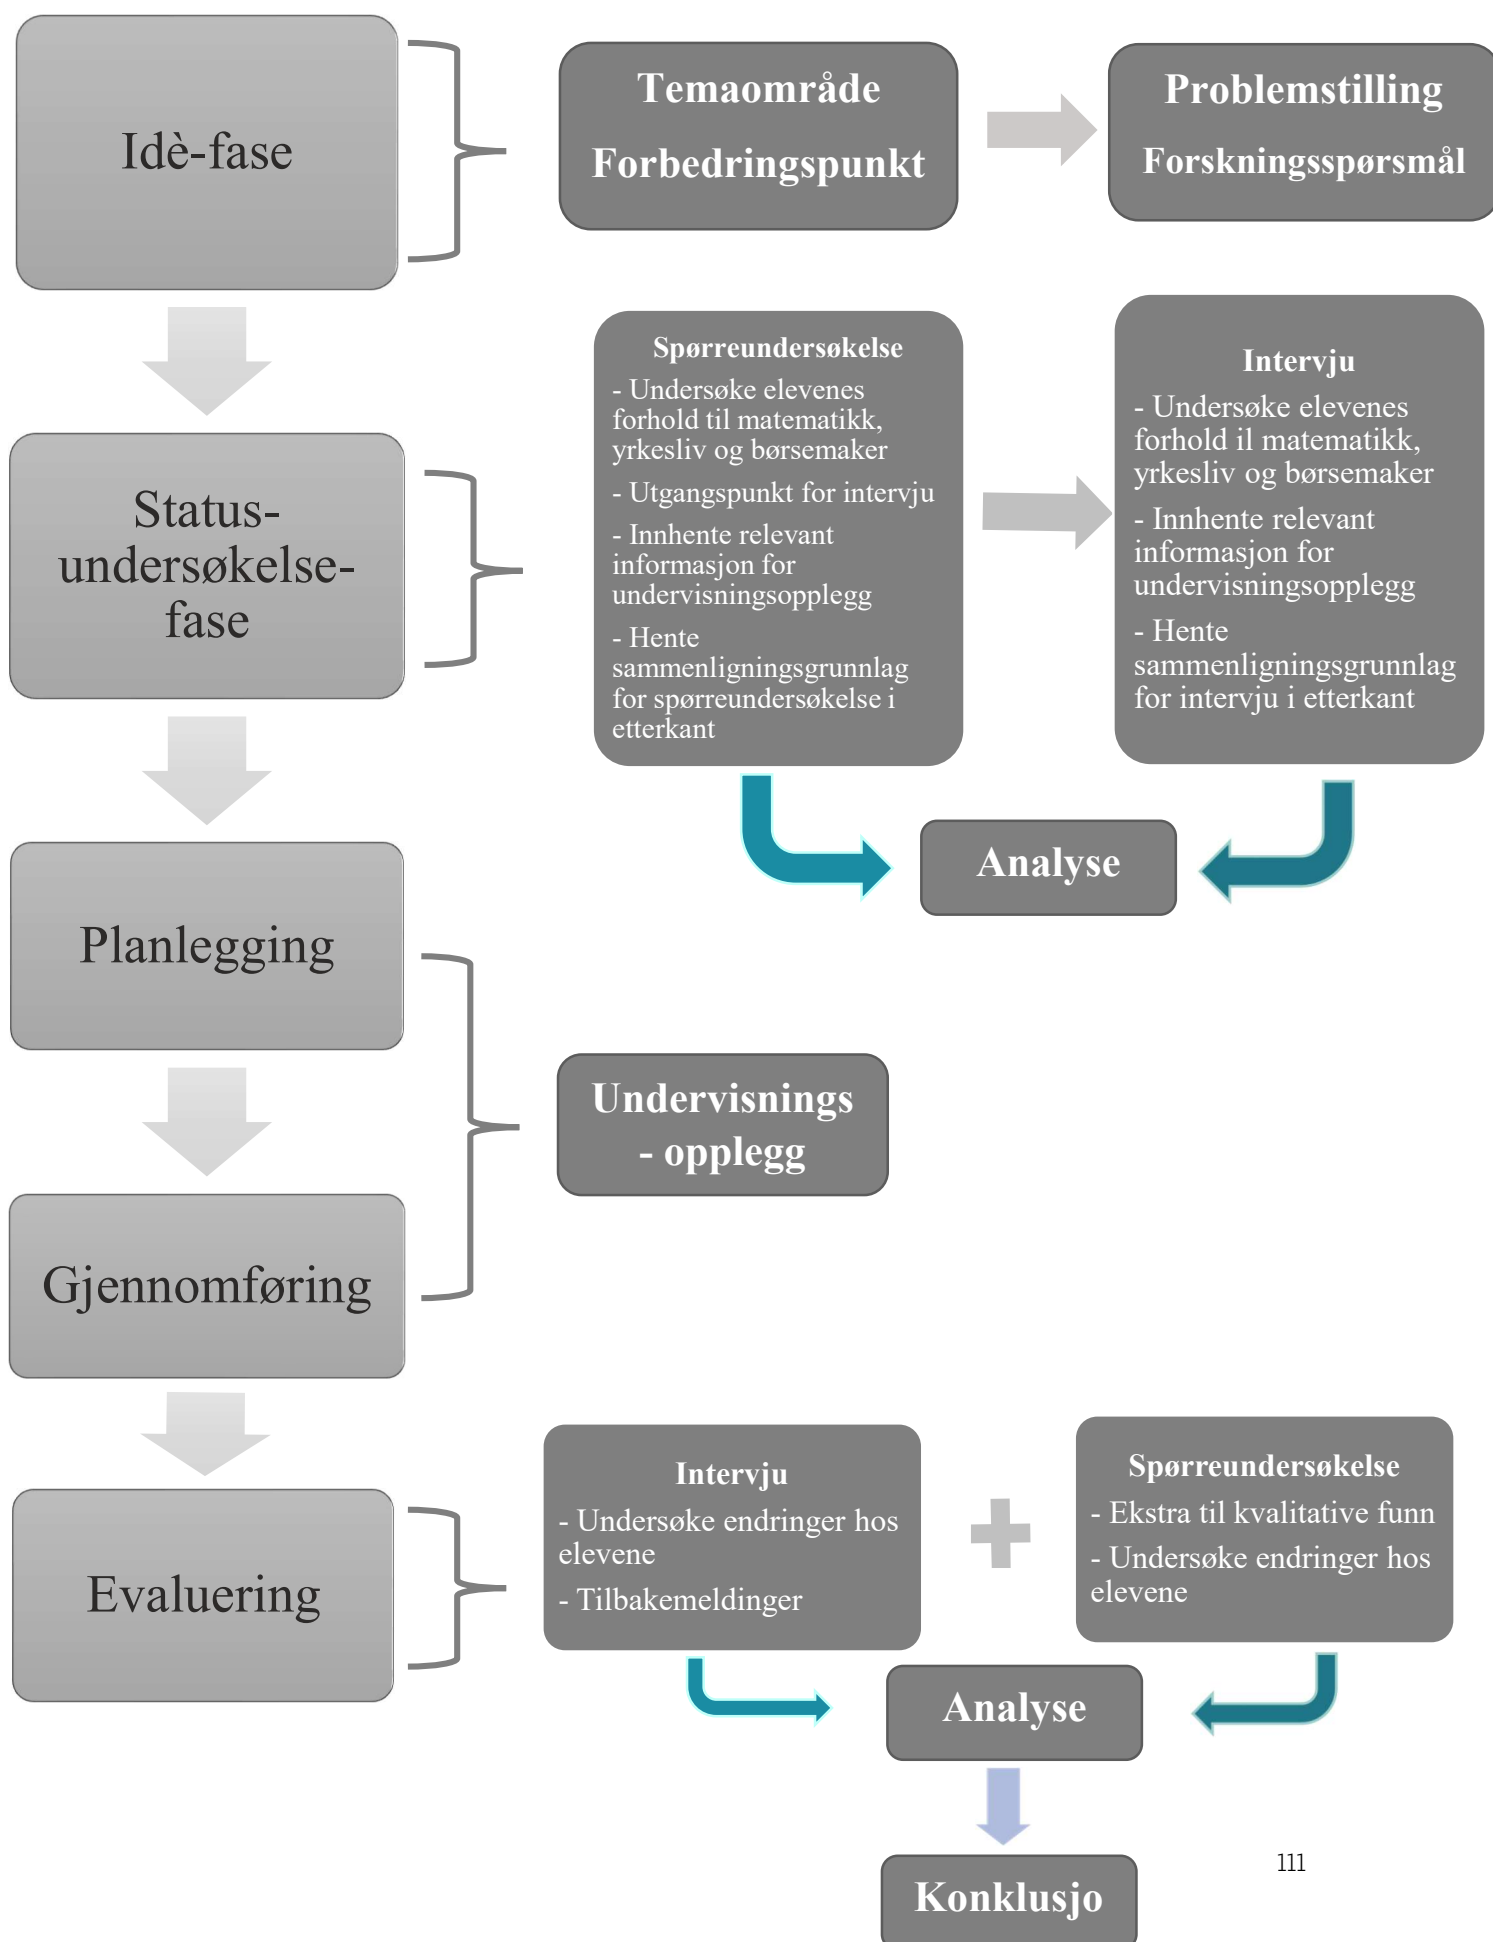 Idè-fase
Temaområde
Forbedringspunkt
Problemstilling
Forskningsspørsmål
Status-
undersøkelse-
fase
Spørreundersøkelse
- Undersøke elevenes
forhold til matematikk,
yrkesliv og børsemaker
- Utgangspunkt for intervju
- Innhente relevant
informasjon for
undervisningsopplegg
- Hente
sammenligningsgrunnlag
for spørreundersøkelse i
etterkant
Intervju
- Undersøke elevenes
forhold il matematikk,
yrkesliv og børsemaker
- Innhente relevant
informasjon for
undervisningsopplegg
- Hente
sammenligningsgrunnlag
for intervju i etterkant
Analyse
Planlegging
Undervisnings
- opplegg
Gjennomføring
Evaluering
Intervju
- Undersøke endringer hos
elevene
- Tilbakemeldinger
Spørreundersøkelse
- Ekstra til kvalitative funn
- Undersøke endringer hos
elevene
Analyse
Konklusjo
111